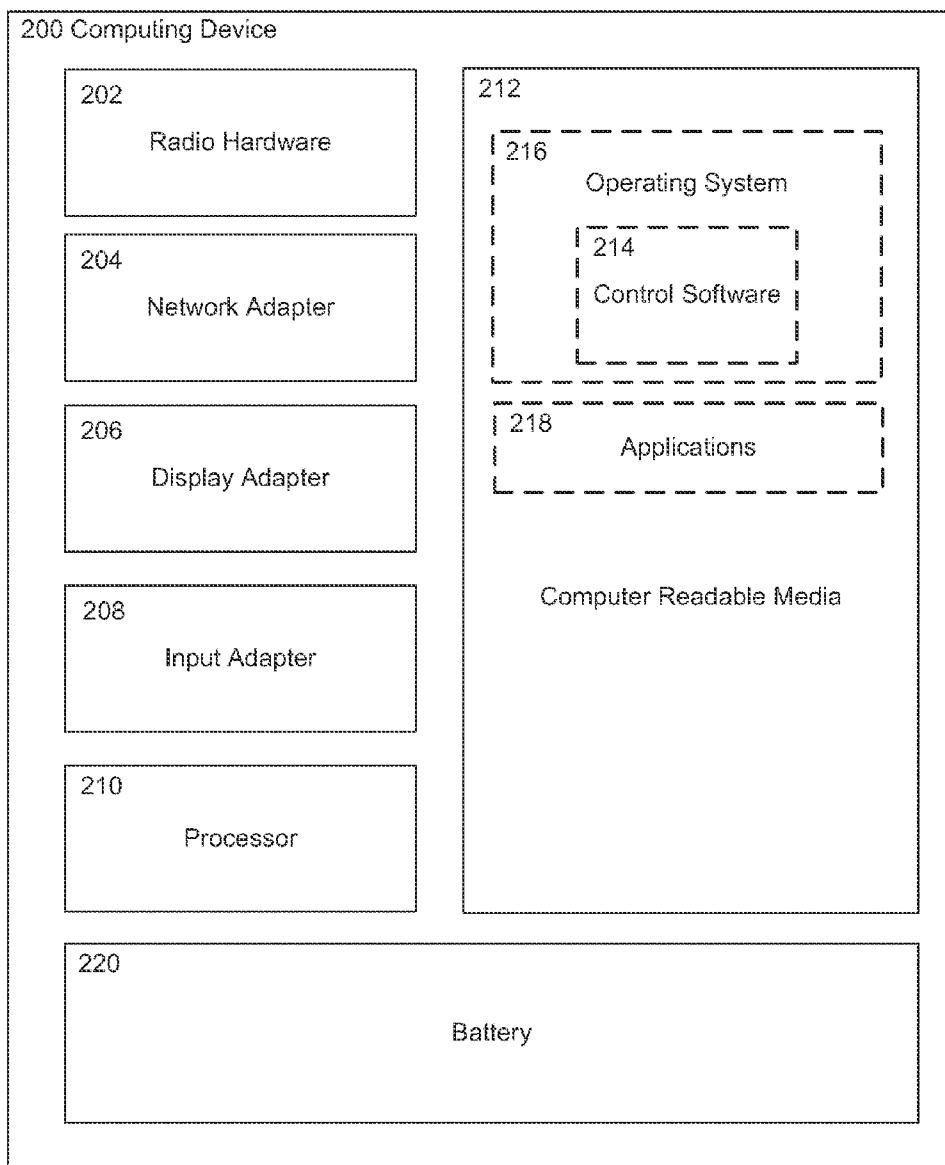 200 Computing Device
202
Radio Hardware
204
Network Adapter
206
Display Adapter
208
Input Adapter
210
Processor
212
216
Operating System
214
Control Software
218
Applications
Computer Readable Media
220
Battery